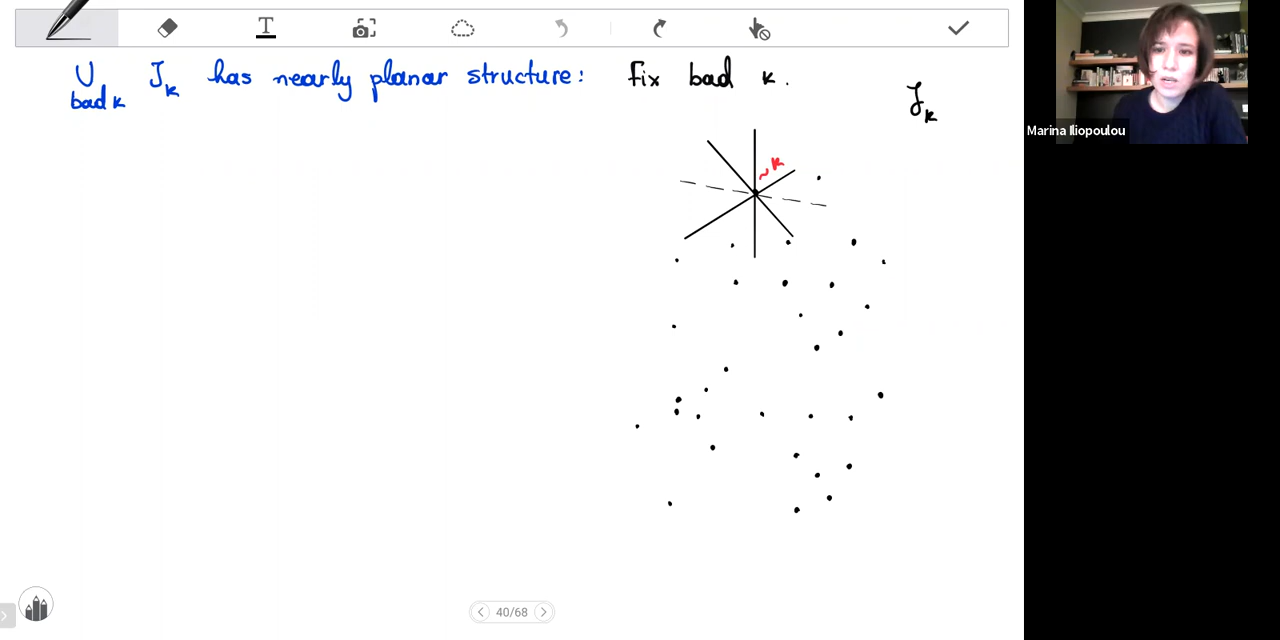 U J_k has nearly planar structure: Fix bad k.
bad k
J_k
~k
Marina Iliopoulou
T
40/68